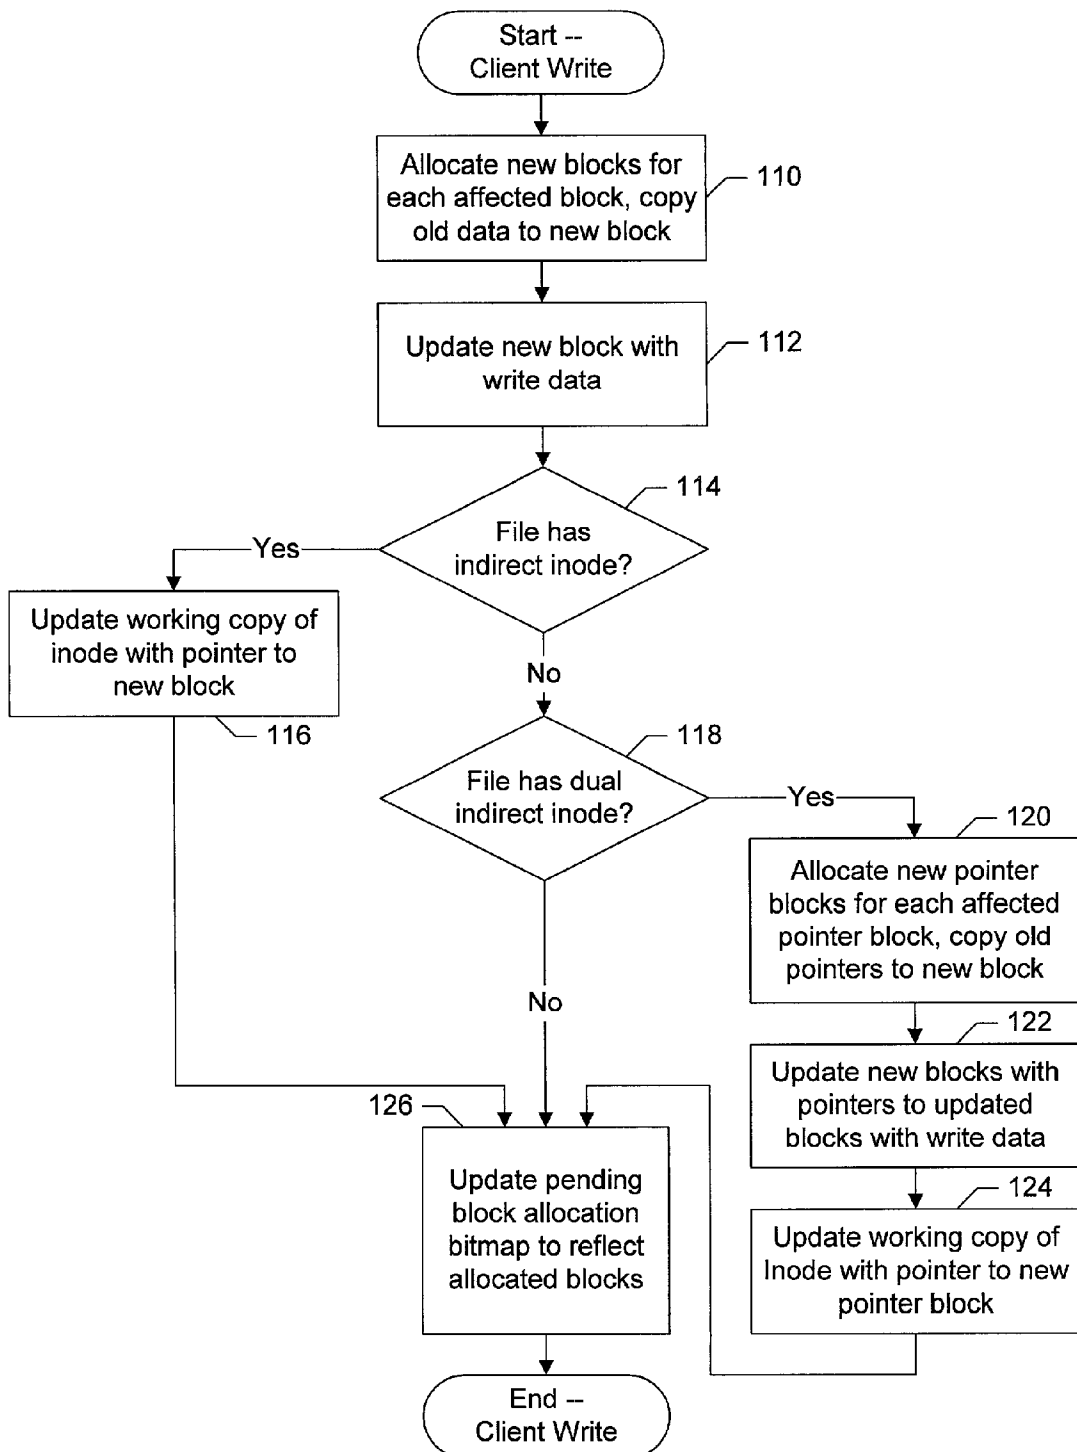 Start --
Client Write
Allocate new blocks for
each affected block, copy
old data to new block
110
Update new block with
write data
112
114
File has
indirect inode?
Yes
Update working copy of
inode with pointer to
new block
116
No
118
File has dual
indirect inode?
Yes
120
Allocate new pointer
blocks for each affected
pointer block, copy old
pointers to new block
No
122
Update new blocks with
pointers to updated
blocks with write data
126
Update pending
block allocation
bitmap to reflect
allocated blocks
124
Update working copy of
Inode with pointer to new
pointer block
End --
Client Write